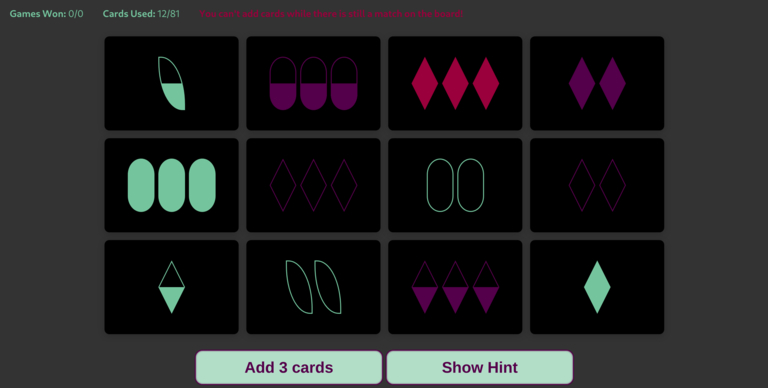 Games Won: 0/0
Cards Used: 12/81
You can't add cards while there is still a match on the board!
Add 3 cards
Show Hint